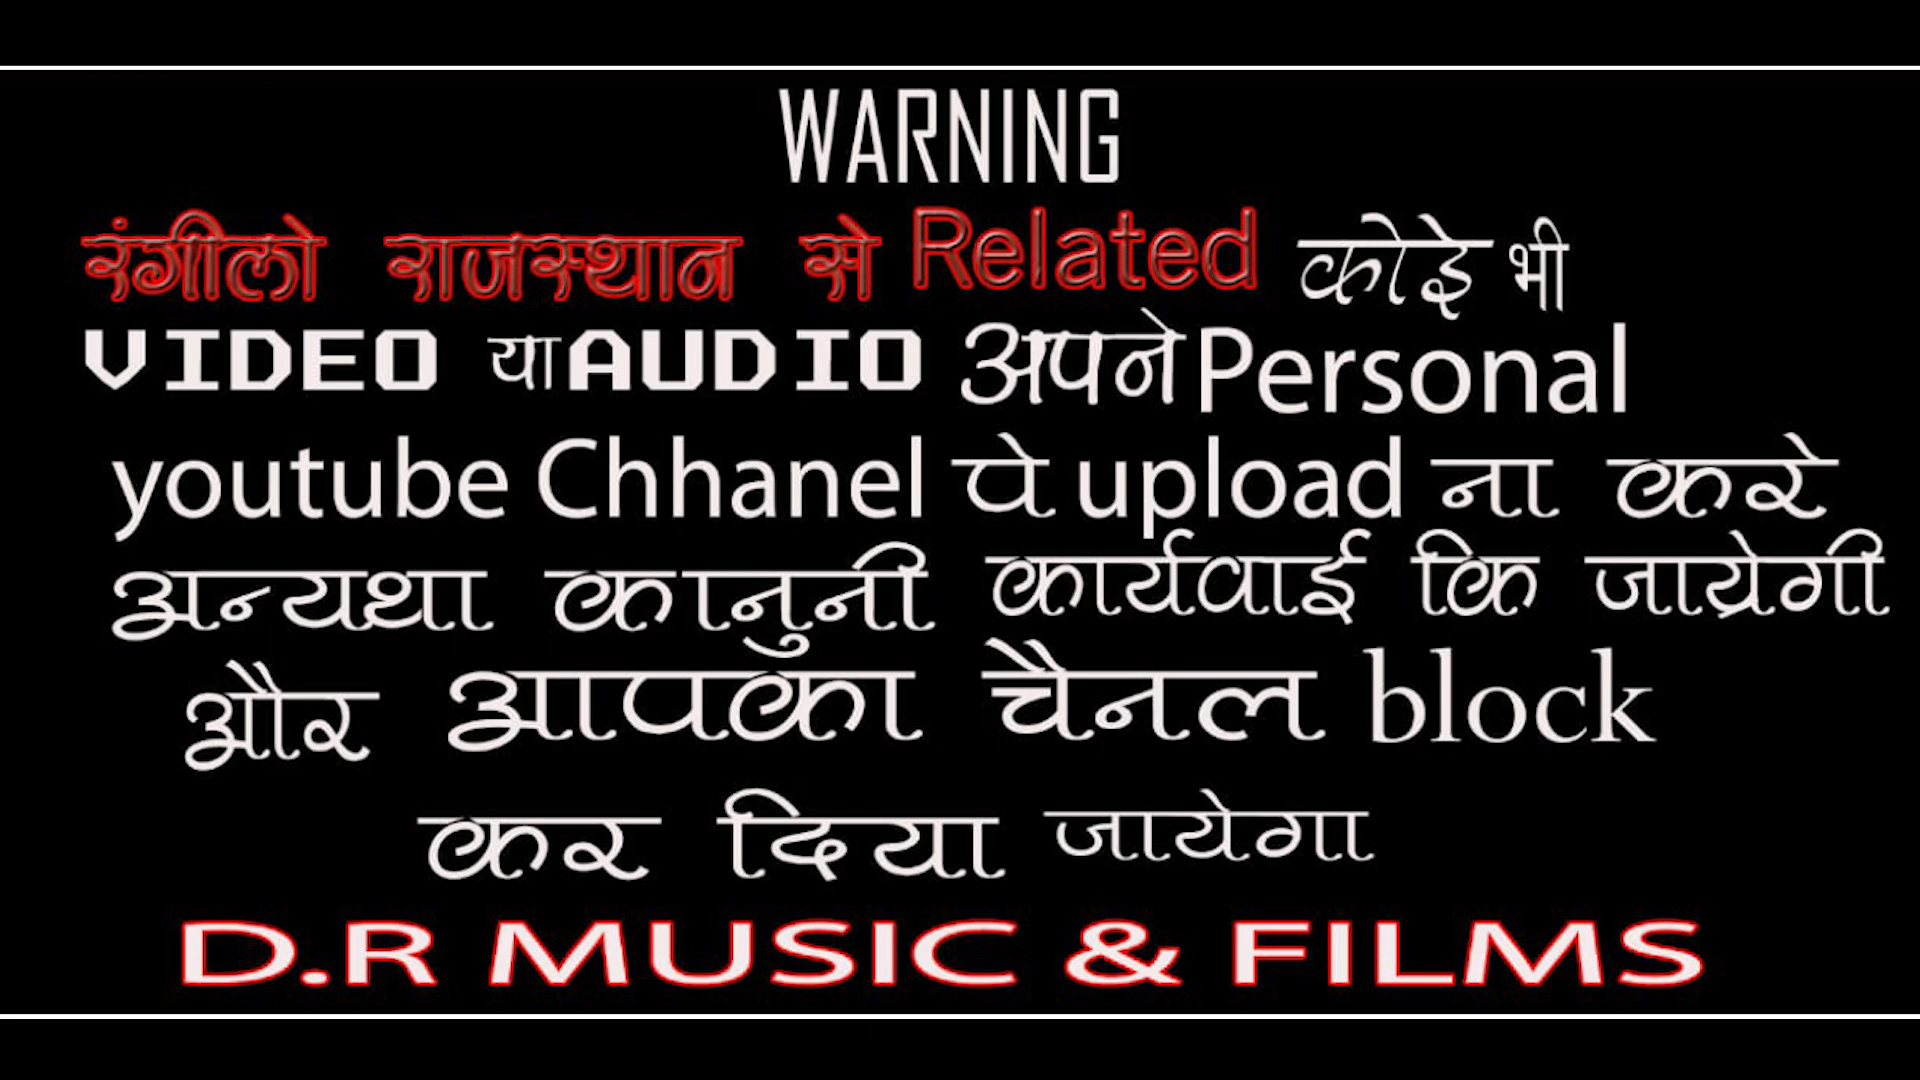 WARNING
रंगीलो राजस्थान से Related कोइे भी
VIDEO या AUDIO अपने Personal
youtube Chhanel पे upload ना करे
अन्यथा कानुनी कार्यवाई कि जायेगी
और आपका चैनल block
कर दिया जायेगा
D.R MUSIC & FILMS